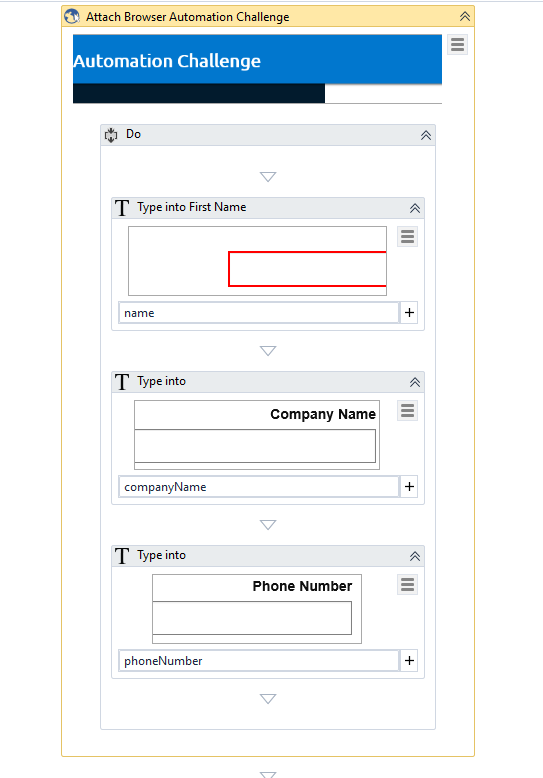 Attach Browser Automation Challenge
Automation Challenge
Do
T Type into First Name
name
+
T Type into
Company Name
companyName
+
T Type into
Phone Number
phoneNumber
+